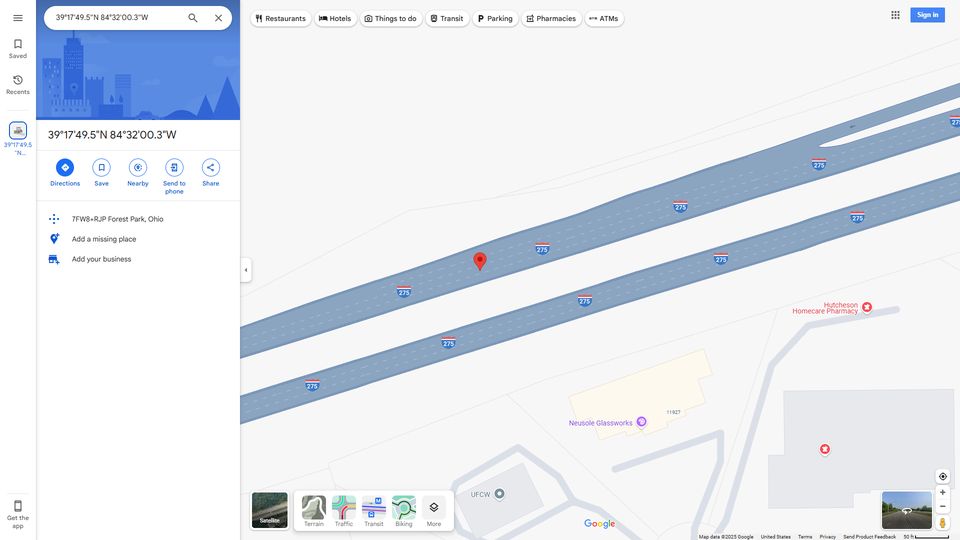 39°17'49.5"N 84°32'00.3"W
Restaurants
Hotels
Things to do
Transit
Parking
Pharmacies
ATMs
Sign in
Saved
Recents
39°17'49.5
"N...
39°17'49.5"N 84°32'00.3"W
Directions
Save
Nearby
Send to
phone
Share
7FW8+RJP Forest Park, Ohio
Add a missing place
Add your business
Get the
app
275
275
275
275
275
275
275
275
275
275
Hutcheson
Homecare Pharmacy
11927
Neusole Glassworks
UFCW
Satellite
Terrain
Traffic
Transit
Biking
More
Google
Map data ©2025 Google
United States
Terms
Privacy
Send Product Feedback
50 ft